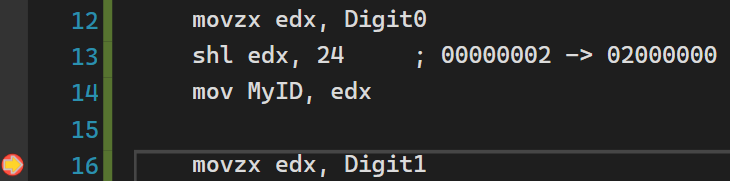 12 movzx edx, Digit0
13 shl edx, 24 ; 00000002 -> 02000000
14 mov MyID, edx
15
16 movzx edx, Digit1